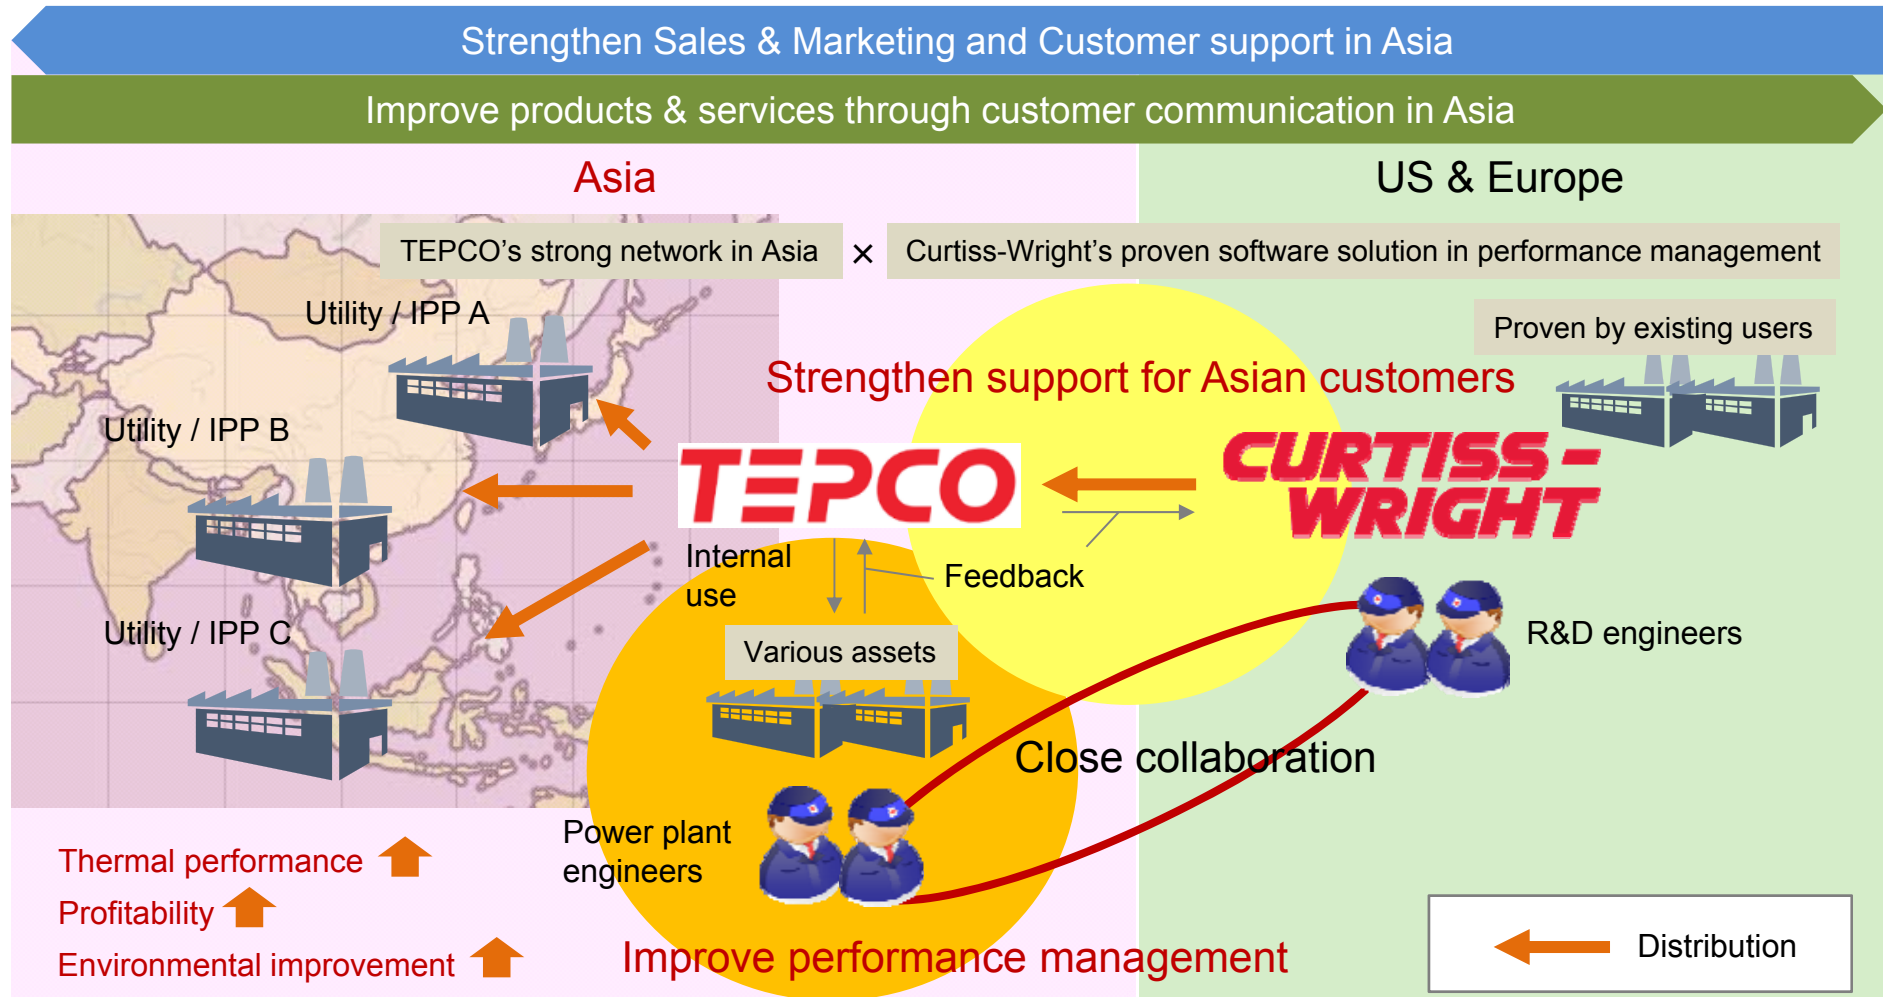 Strengthen Sales & Marketing and Customer support in Asia
Improve products & services through customer communication in Asia
Asia
US & Europe
TEPCO's strong network in Asia
×
Curtiss-Wright's proven software solution in performance management
Utility / IPP A
Proven by existing users
Strengthen support for Asian customers
Utility / IPP B
TEPCO
CURTISS-
WRIGHT
Internal
use
Feedback
Utility / IPP C
Various assets
R&D engineers
Close collaboration
Power plant
engineers
Thermal performance
Profitability
Environmental improvement
Improve performance management
Distribution